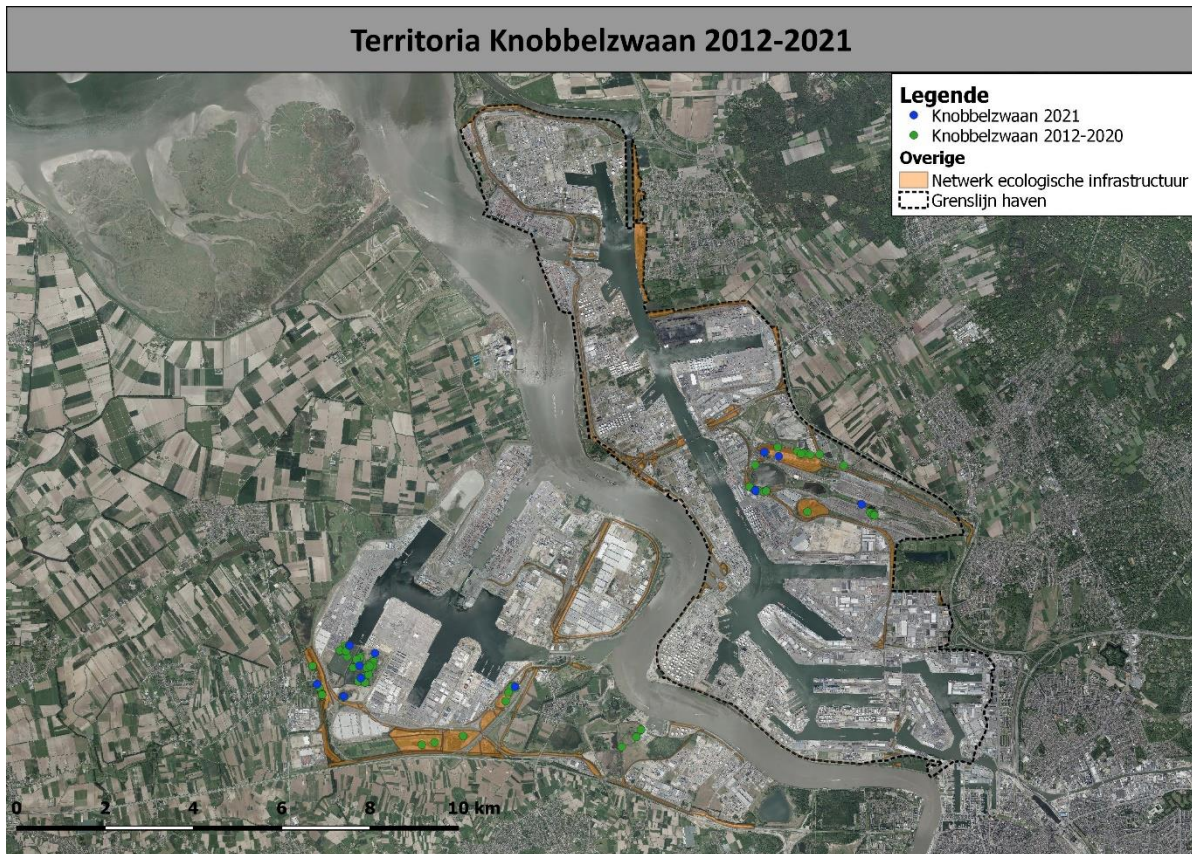 Territoria Knobbelzwaan 2012-2021
Legende
Knobbelzwaan 2021
Knobbelzwaan 2012-2020
Overige
Netwerk ecologische infrastructuur
Grenslijn haven
0 2 4 6 8 10 km